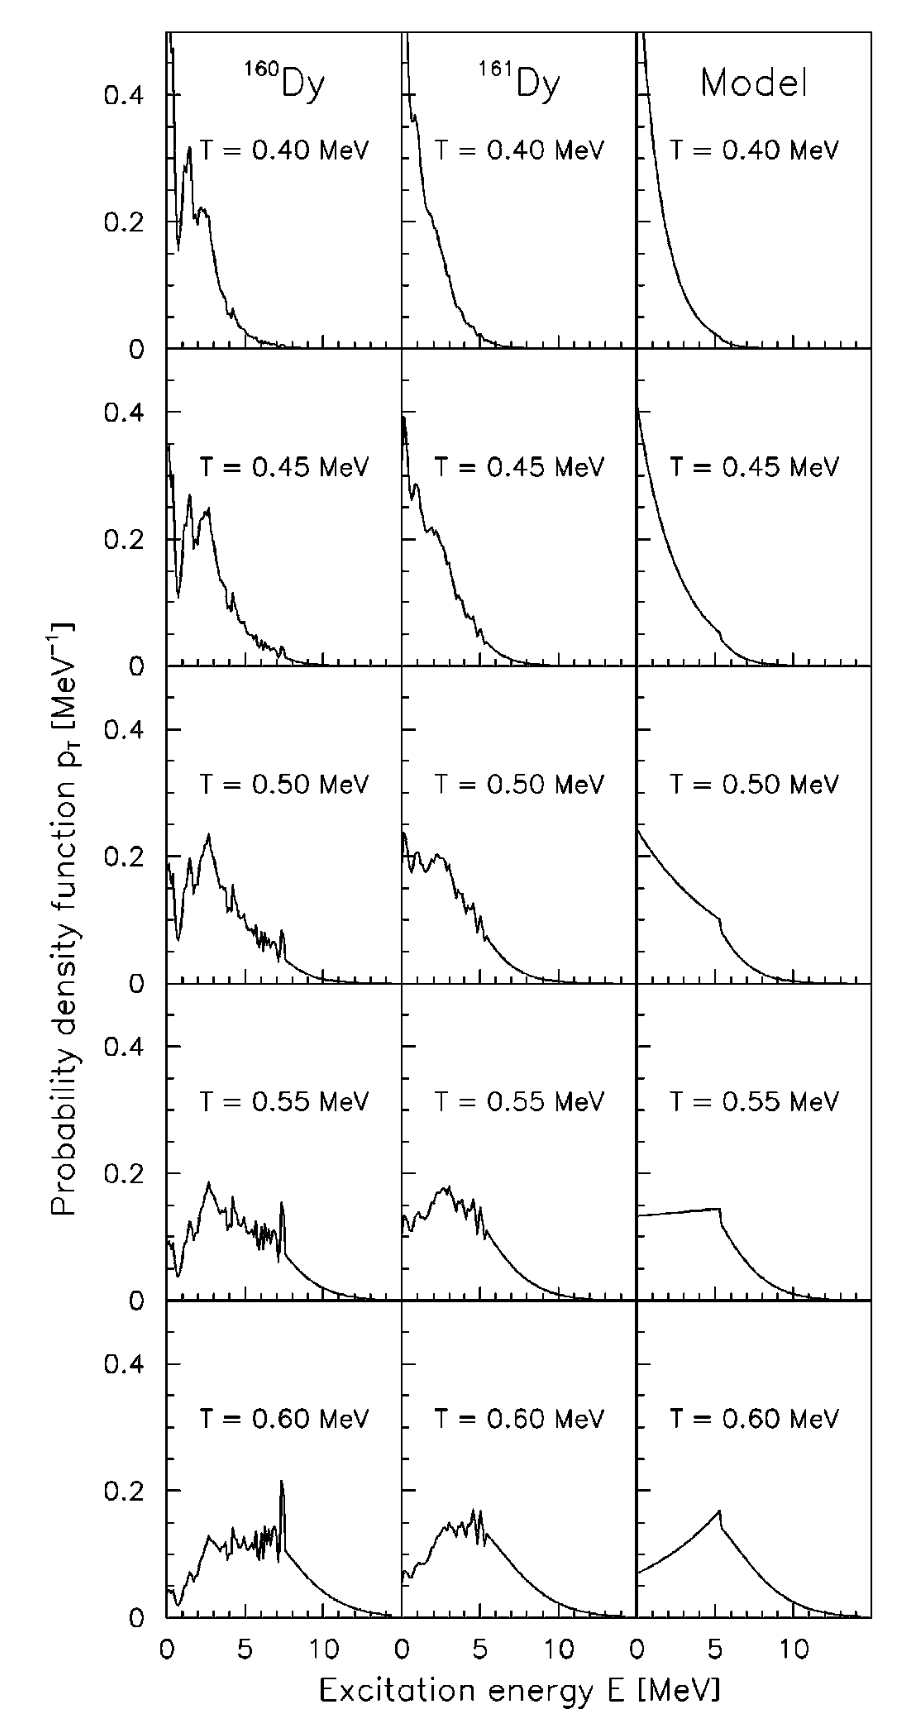 Probability density function p_T [MeV⁻¹]
¹⁶⁰Dy
¹⁶¹Dy
Model
0.4
T = 0.40 MeV
T = 0.40 MeV
T = 0.40 MeV
0.2
0
0.4
T = 0.45 MeV
T = 0.45 MeV
T = 0.45 MeV
0.2
0
0.4
T = 0.50 MeV
T = 0.50 MeV
T = 0.50 MeV
0.2
0
0.4
T = 0.55 MeV
T = 0.55 MeV
T = 0.55 MeV
0.2
0
0.4
T = 0.60 MeV
T = 0.60 MeV
T = 0.60 MeV
0.2
0
0 5 10 0 5 10 0 5 10
Excitation energy E [MeV]